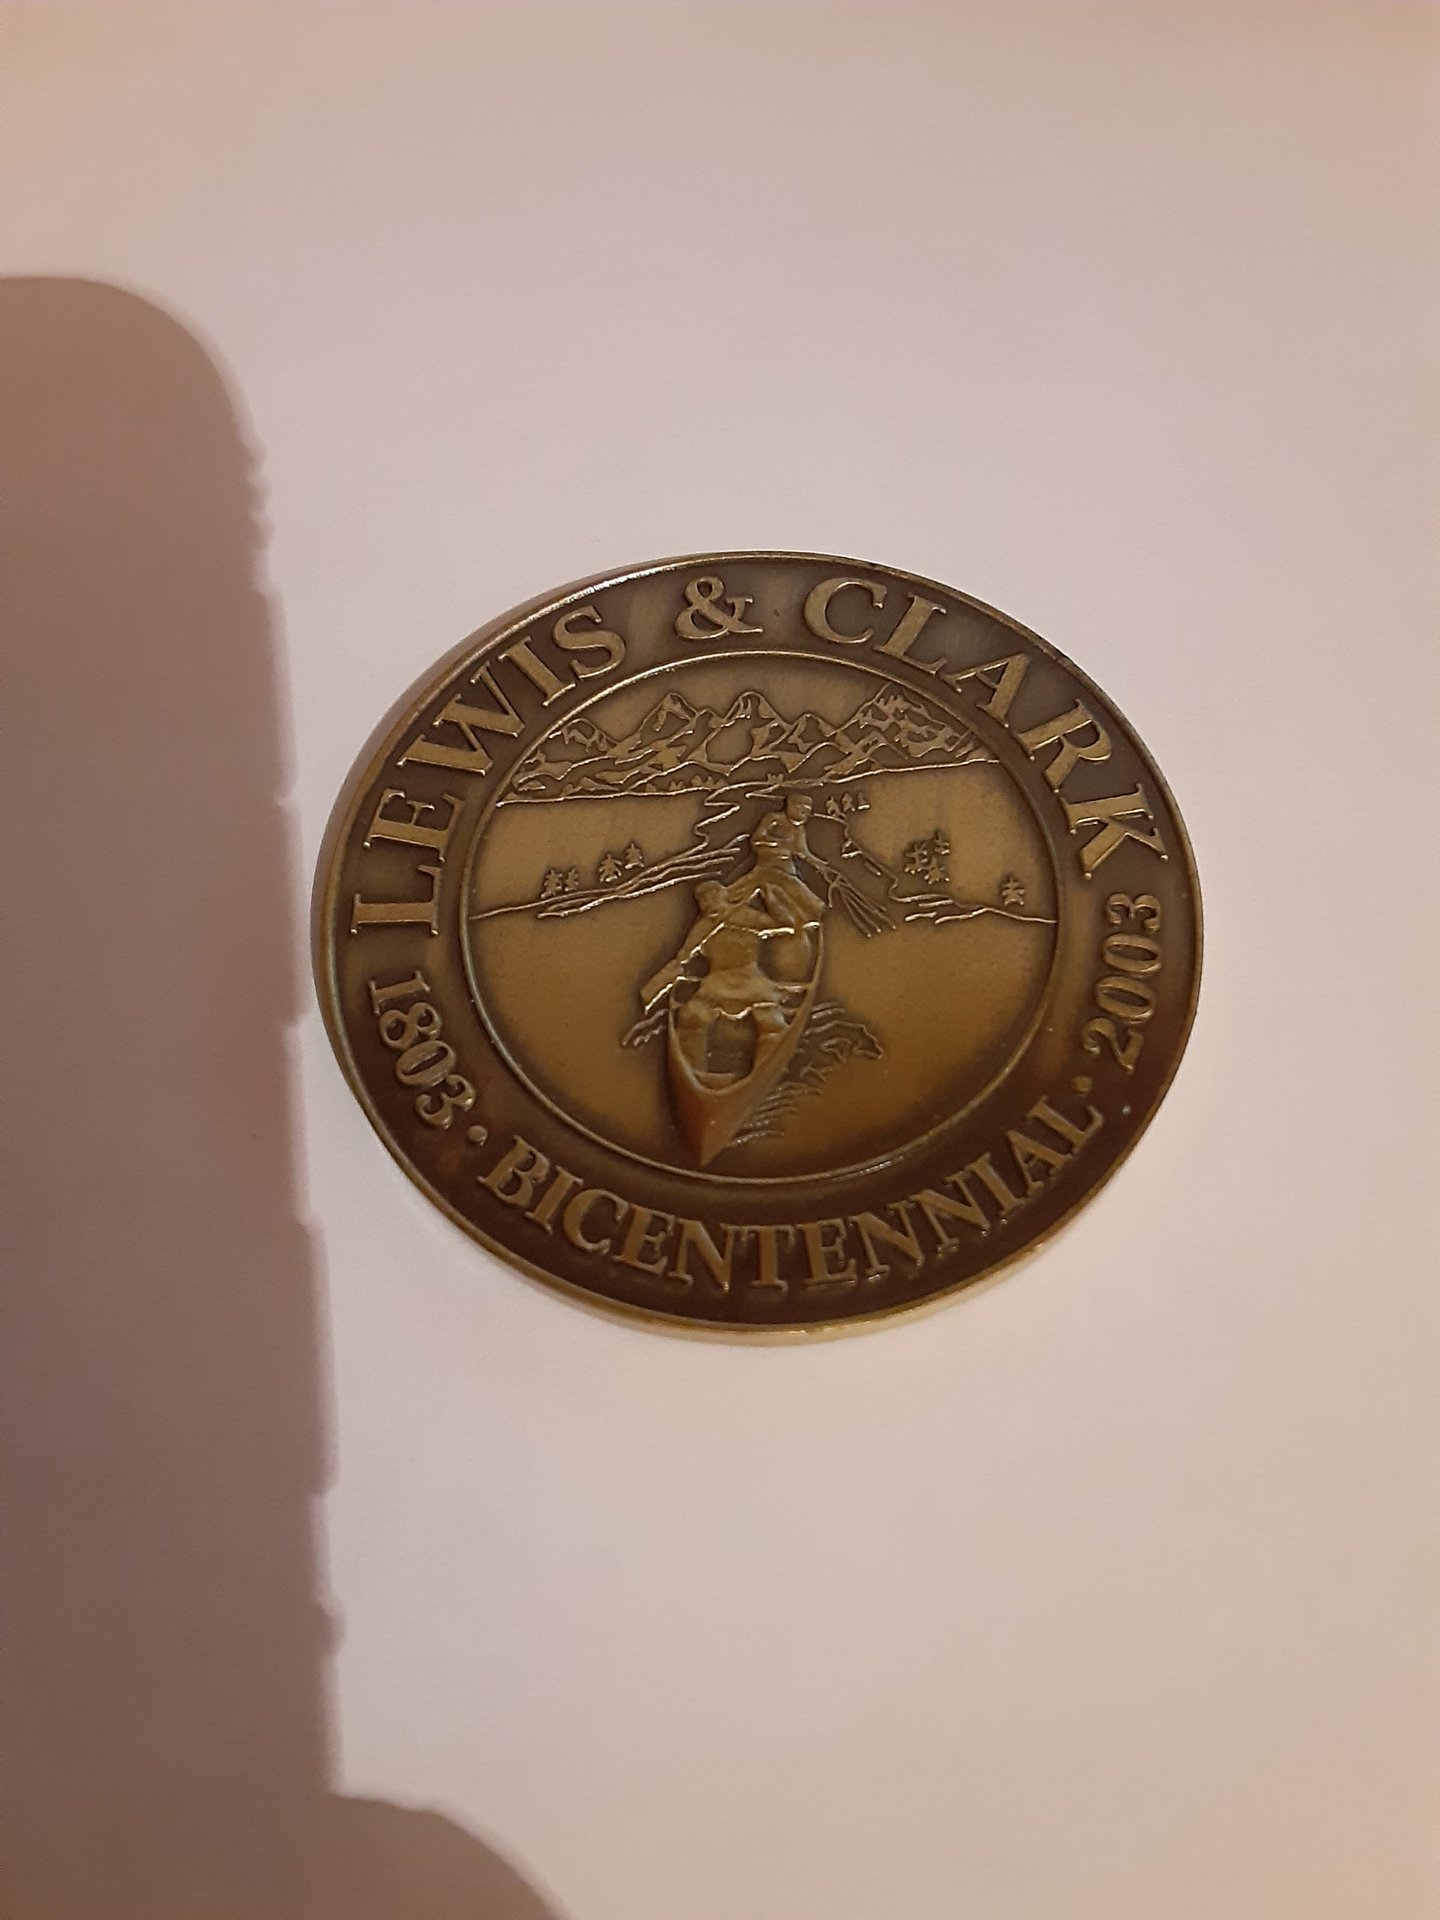 LEWIS & CLARK
1803 • BICENTENNIAL • 2003